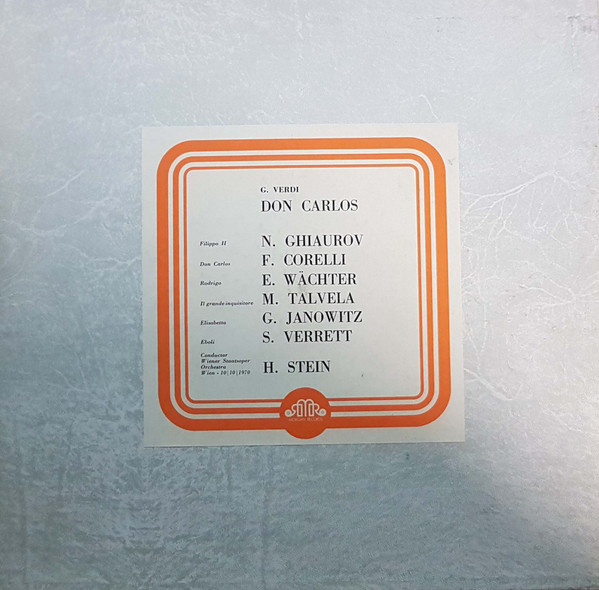 G. VERDI
DON CARLOS
Filippo II N. GHIAUROV
Don Carlos F. CORELLI
Rodrigo E. WÄCHTER
Il grande inquisitore M. TALVELA
Elisabetta G. JANOWITZ
Eboli S. VERRETT
Conductor
Wiener Staatsoper
Orchestra
Wien - 10|10|1970 H. STEIN